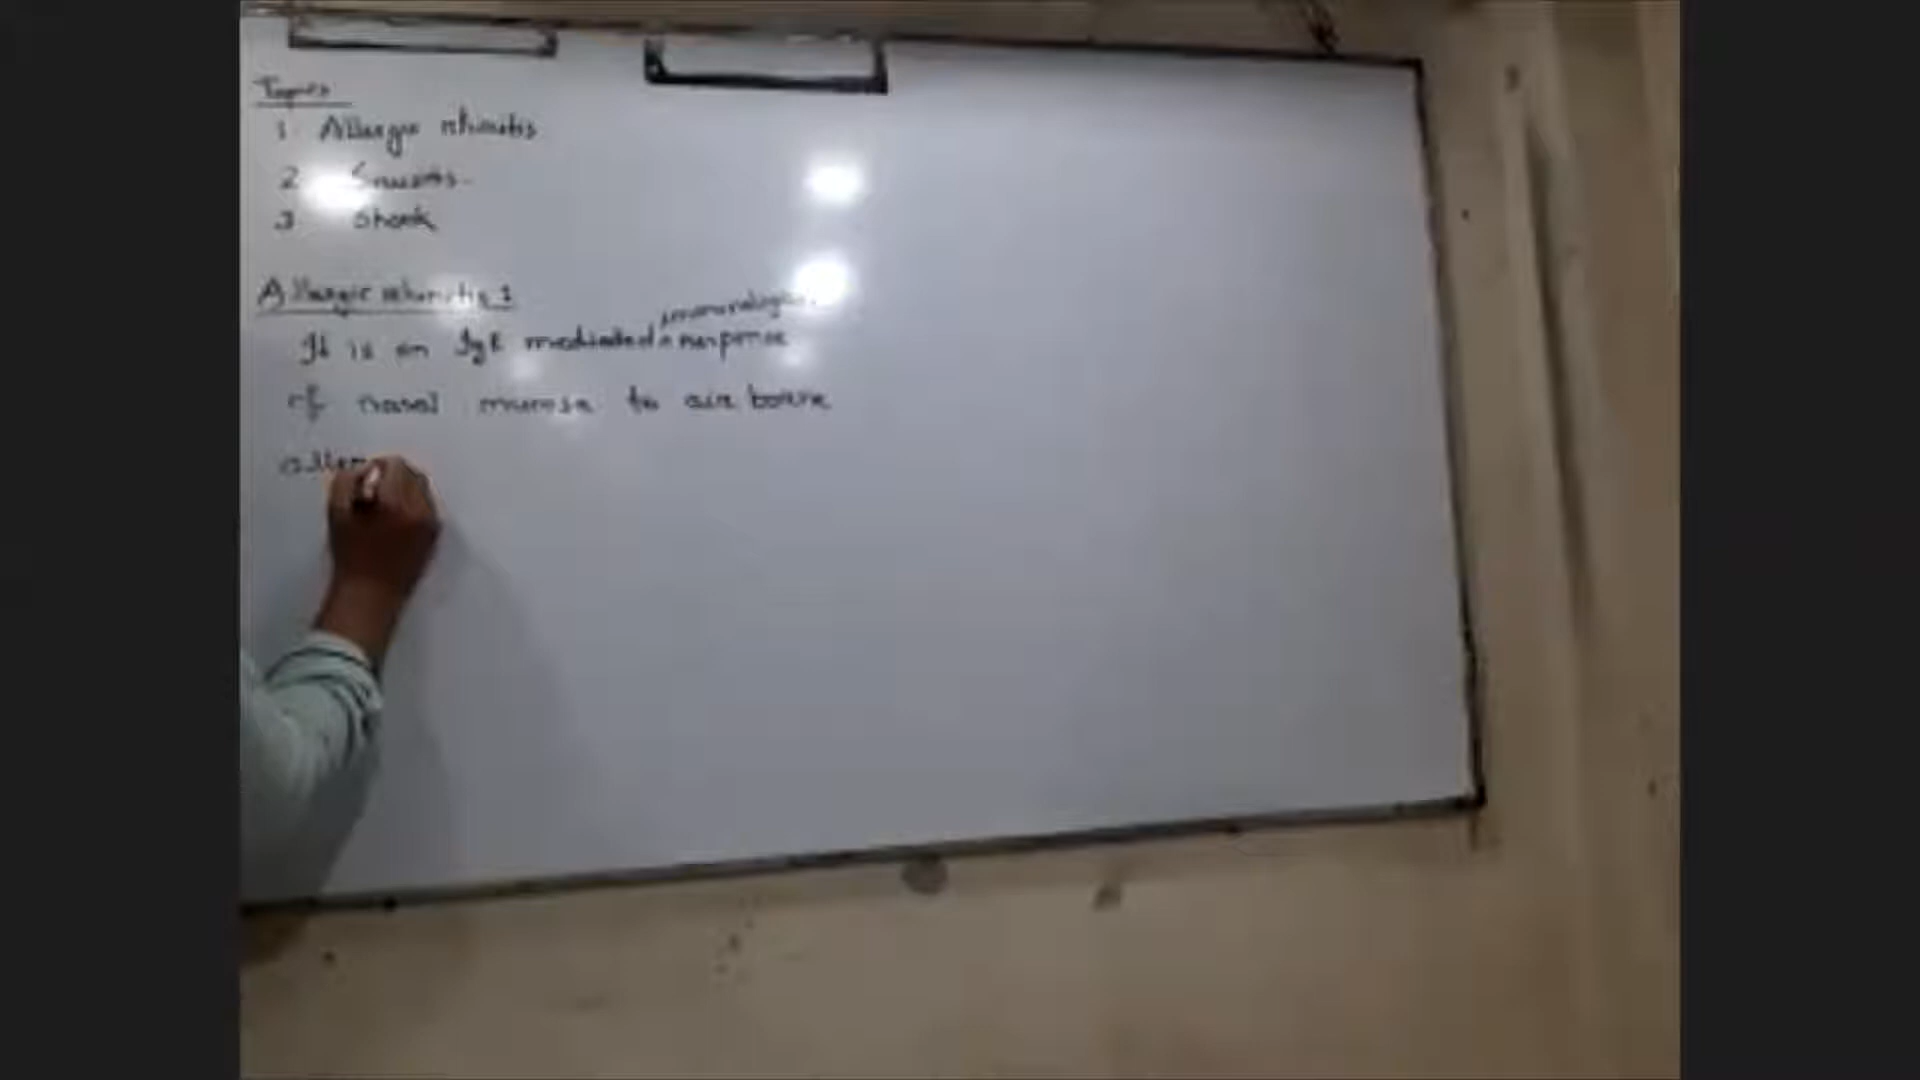 Topics
1 Allergic rhinitis
2 Sinusitis
3 Shock
Allergic rhinitis :
immunological
It is an IgE mediated ^ response
of nasal mucosa to air borne
aller